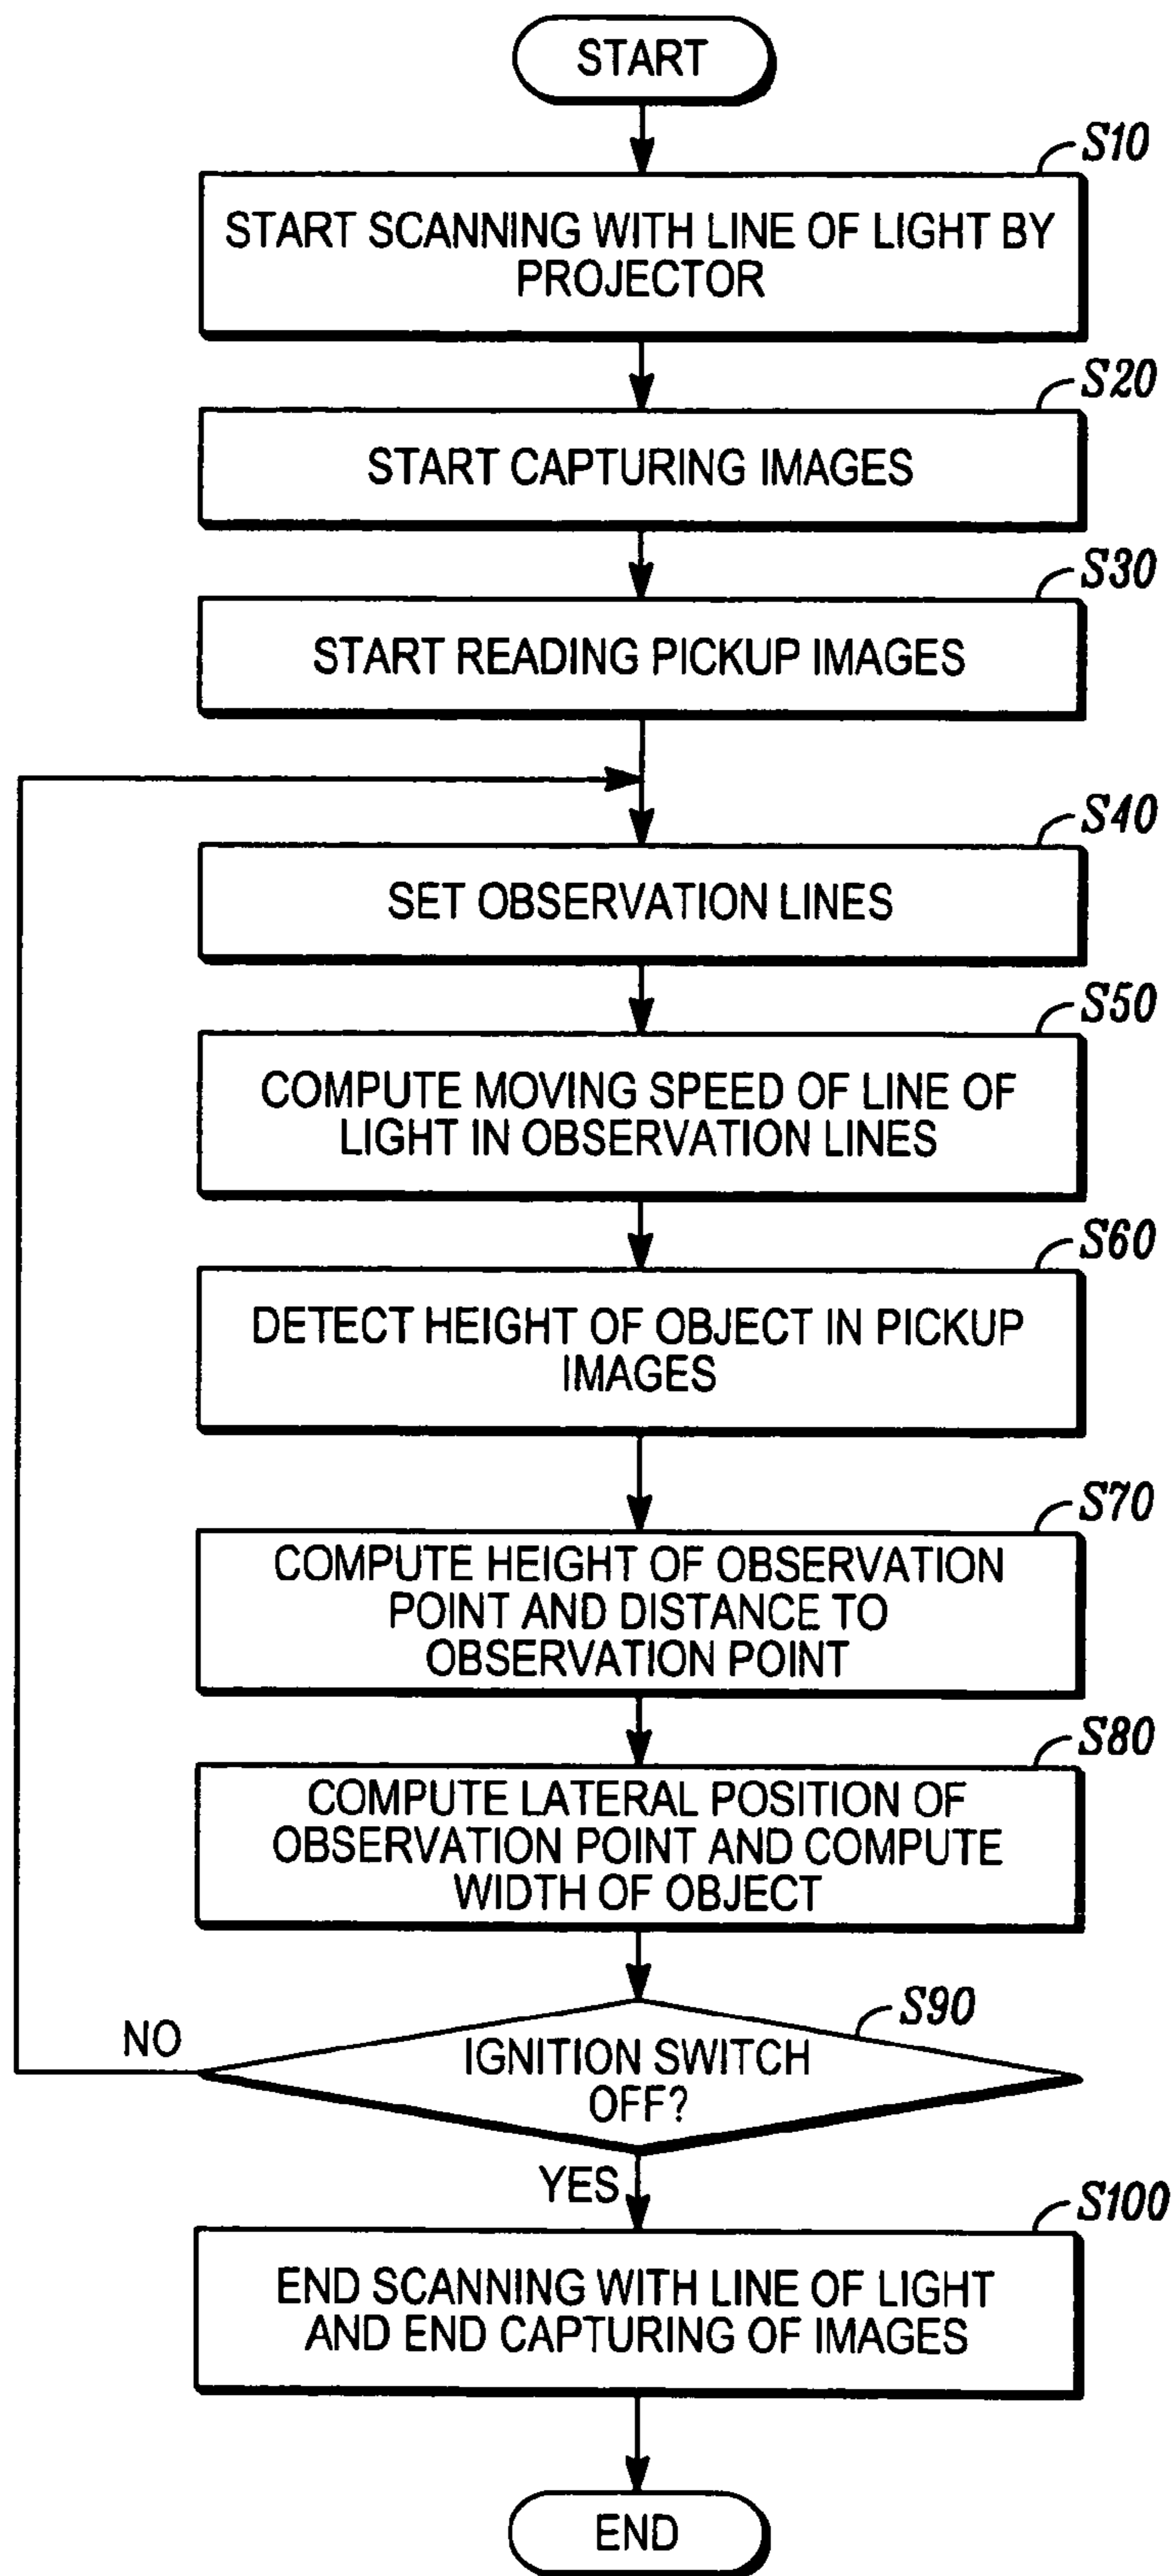 START
S10
START SCANNING WITH LINE OF LIGHT BY
PROJECTOR
S20
START CAPTURING IMAGES
S30
START READING PICKUP IMAGES
S40
SET OBSERVATION LINES
S50
COMPUTE MOVING SPEED OF LINE OF
LIGHT IN OBSERVATION LINES
S60
DETECT HEIGHT OF OBJECT IN PICKUP
IMAGES
S70
COMPUTE HEIGHT OF OBSERVATION
POINT AND DISTANCE TO
OBSERVATION POINT
S80
COMPUTE LATERAL POSITION OF
OBSERVATION POINT AND COMPUTE
WIDTH OF OBJECT
S90
NO
IGNITION SWITCH
OFF?
YES
S100
END SCANNING WITH LINE OF LIGHT
AND END CAPTURING OF IMAGES
END